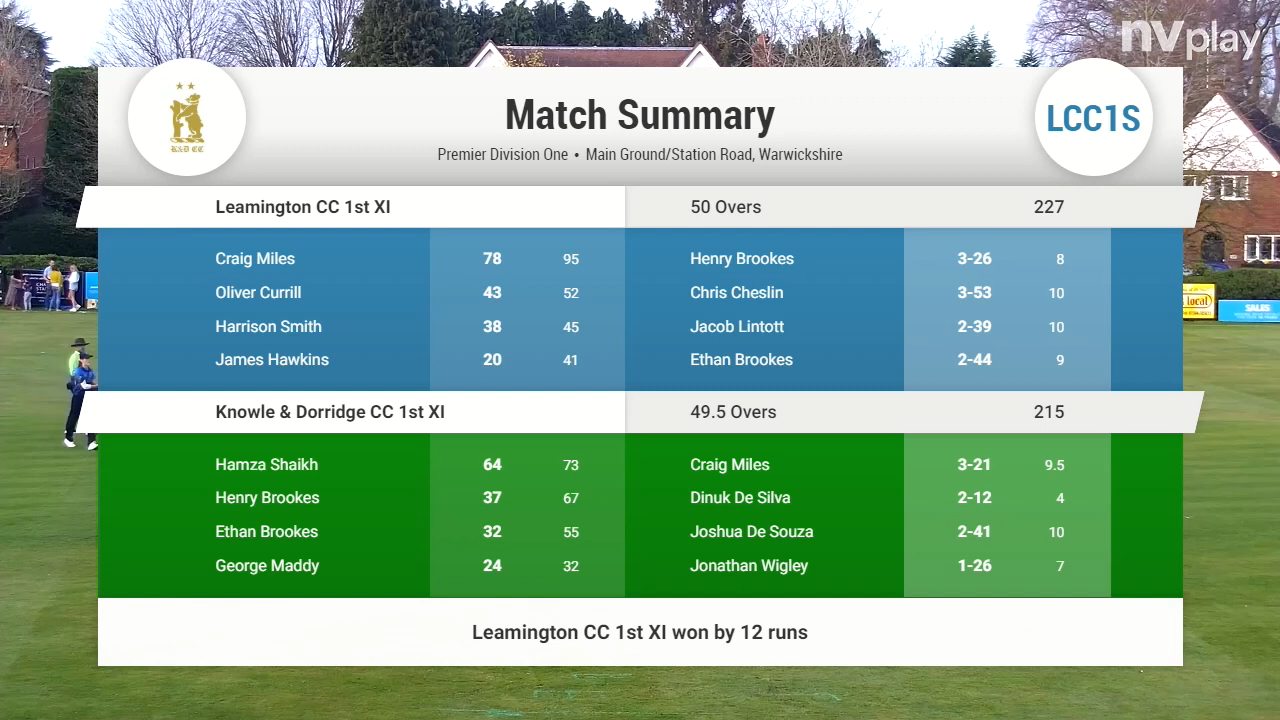 nvplay
K&D CC
LCC1S
Match Summary
Premier Division One • Main Ground/Station Road, Warwickshire
Leamington CC 1st XI 50 Overs 227
Craig Miles 78 95 Henry Brookes 3-26 8
Oliver Currill 43 52 Chris Cheslin 3-53 10
Harrison Smith 38 45 Jacob Lintott 2-39 10
James Hawkins 20 41 Ethan Brookes 2-44 9
Knowle & Dorridge CC 1st XI 49.5 Overs 215
Hamza Shaikh 64 73 Craig Miles 3-21 9.5
Henry Brookes 37 67 Dinuk De Silva 2-12 4
Ethan Brookes 32 55 Joshua De Souza 2-41 10
George Maddy 24 32 Jonathan Wigley 1-26 7
Leamington CC 1st XI won by 12 runs
local
SALES